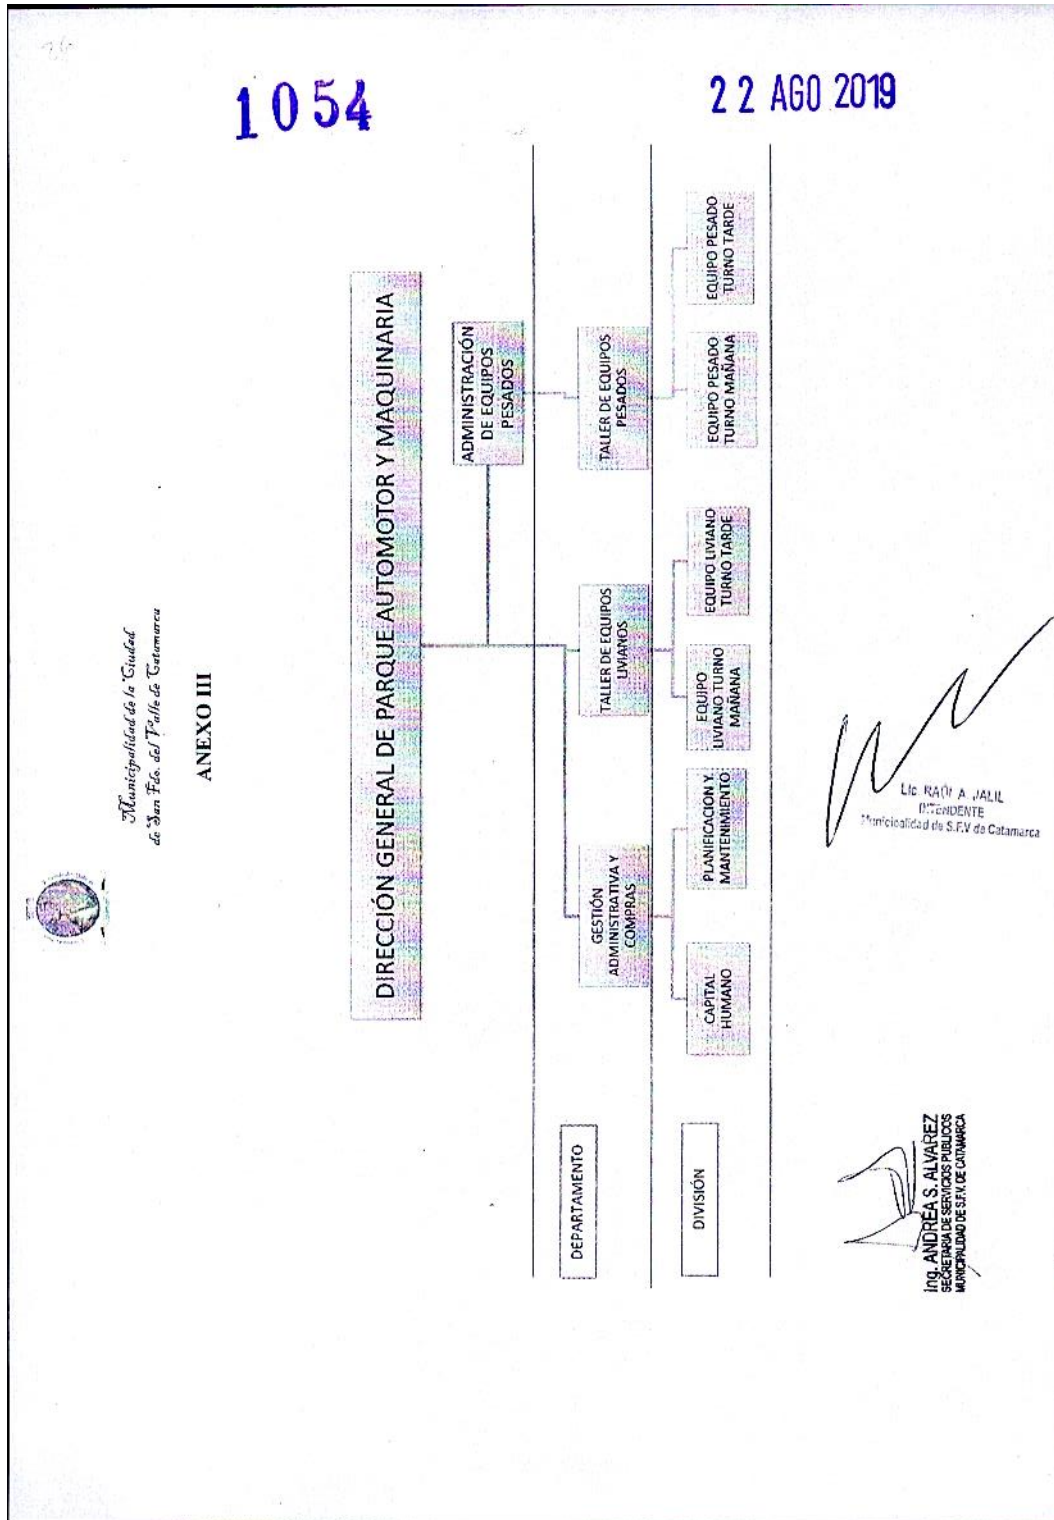 1054
22 AGO 2019
Municipalidad de la Ciudad
de San Fdo. del Valle de Catamarca
ANEXO III
DIRECCIÓN GENERAL DE PARQUE AUTOMOTOR Y MAQUINARIA
ADMINISTRACIÓN
DE EQUIPOS
PESADOS
DEPARTAMENTO
GESTIÓN
ADMINISTRATIVA Y
COMPRAS
TALLER DE EQUIPOS
LIVIANOS
TALLER DE EQUIPOS
PESADOS
DIVISIÓN
CAPITAL
HUMANO
PLANIFICACION Y
MANTENIMIENTO
EQUIPO
LIVIANO TURNO
MAÑANA
EQUIPO LIVIANO
TURNO TARDE
EQUIPO PESADO
TURNO MAÑANA
EQUIPO PESADO
TURNO TARDE
Ing. ANDREA S. ALVAREZ
SECRETARIA DE SERVICIOS PUBLICOS
MUNICIPALIDAD DE S.F.V. DE CATAMARCA
Lic. RAÚL A. JALIL
INTENDENTE
Municipalidad de S.F.V de Catamarca